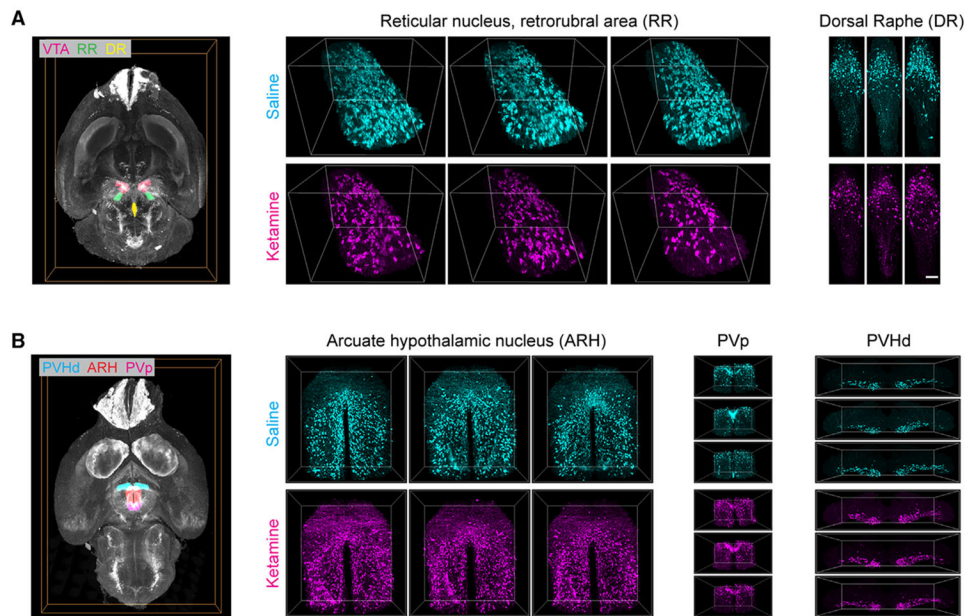 A
Reticular nucleus, retrorubral area (RR)
Dorsal Raphe (DR)
VTA RR DR
Saline
Ketamine
B
Arcuate hypothalamic nucleus (ARH)
PVp
PVHd
PVHd ARH PVp
Saline
Ketamine